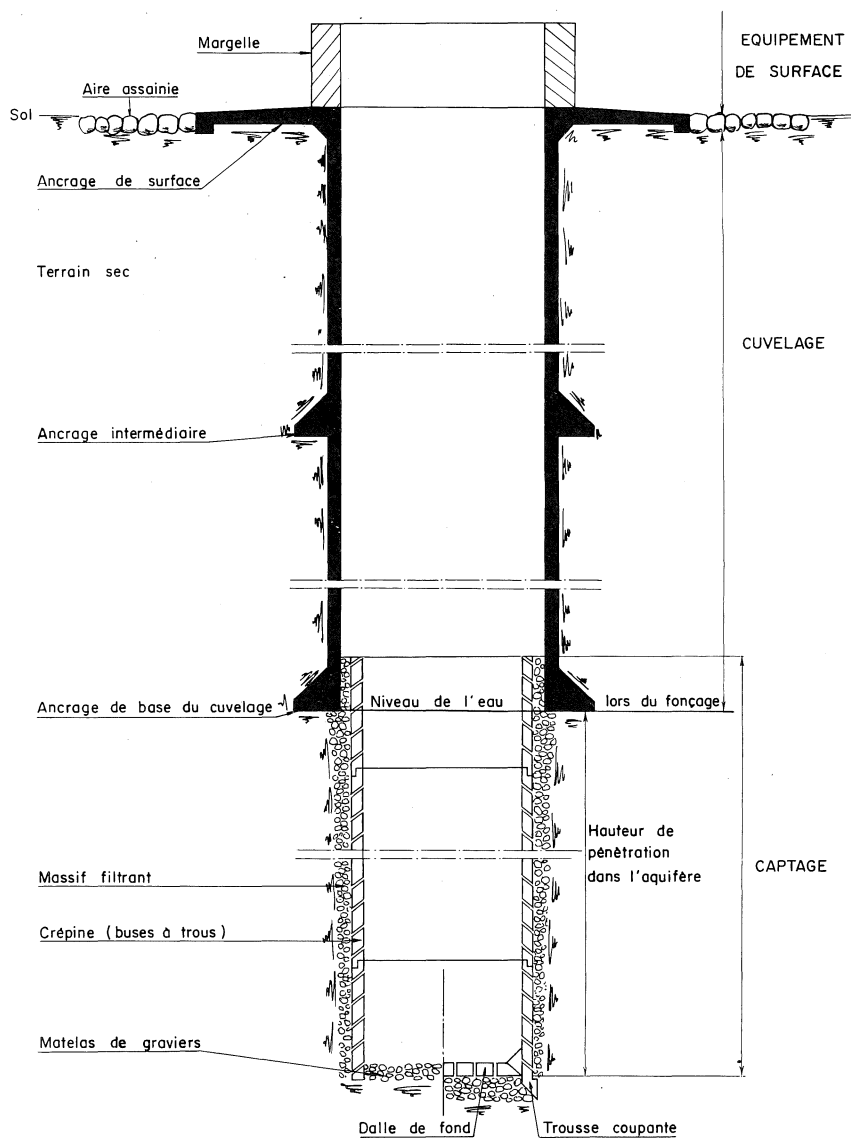 Margelle
EQUIPEMENT
DE SURFACE
Aire assainie
Sol
Ancrage de surface
Terrain sec
CUVELAGE
Ancrage intermédiaire
Ancrage de base du cuvelage
Niveau de l'eau
lors du fonçage
Hauteur de
pénètration
dans l'aquifère
CAPTAGE
Massif filtrant
Crépine (buses à trous)
Matelas de graviers
Dalle de fond
Trousse coupante